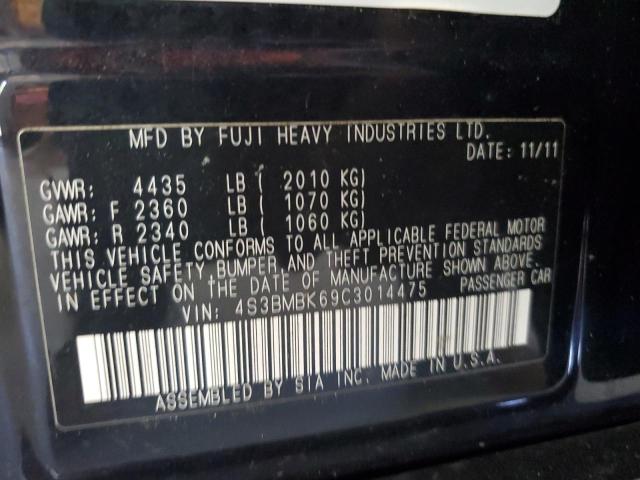 MFD BY FUJI HEAVY INDUSTRIES LTD.
DATE: 11/11
GVWR: 4435 LB ( 2010 KG)
GAWR: F 2360 LB ( 1070 KG)
GAWR: R 2340 LB ( 1060 KG)
THIS VEHICLE CONFORMS TO ALL APPLICABLE FEDERAL MOTOR
VEHICLE SAFETY, BUMPER AND THEFT PREVENTION STANDARDS
IN EFFECT ON THE DATE OF MANUFACTURE SHOWN ABOVE.
VIN: 4S3BMBK69C3014475 PASSENGER CAR
ASSEMBLED BY SIA INC. MADE IN U.S.A.